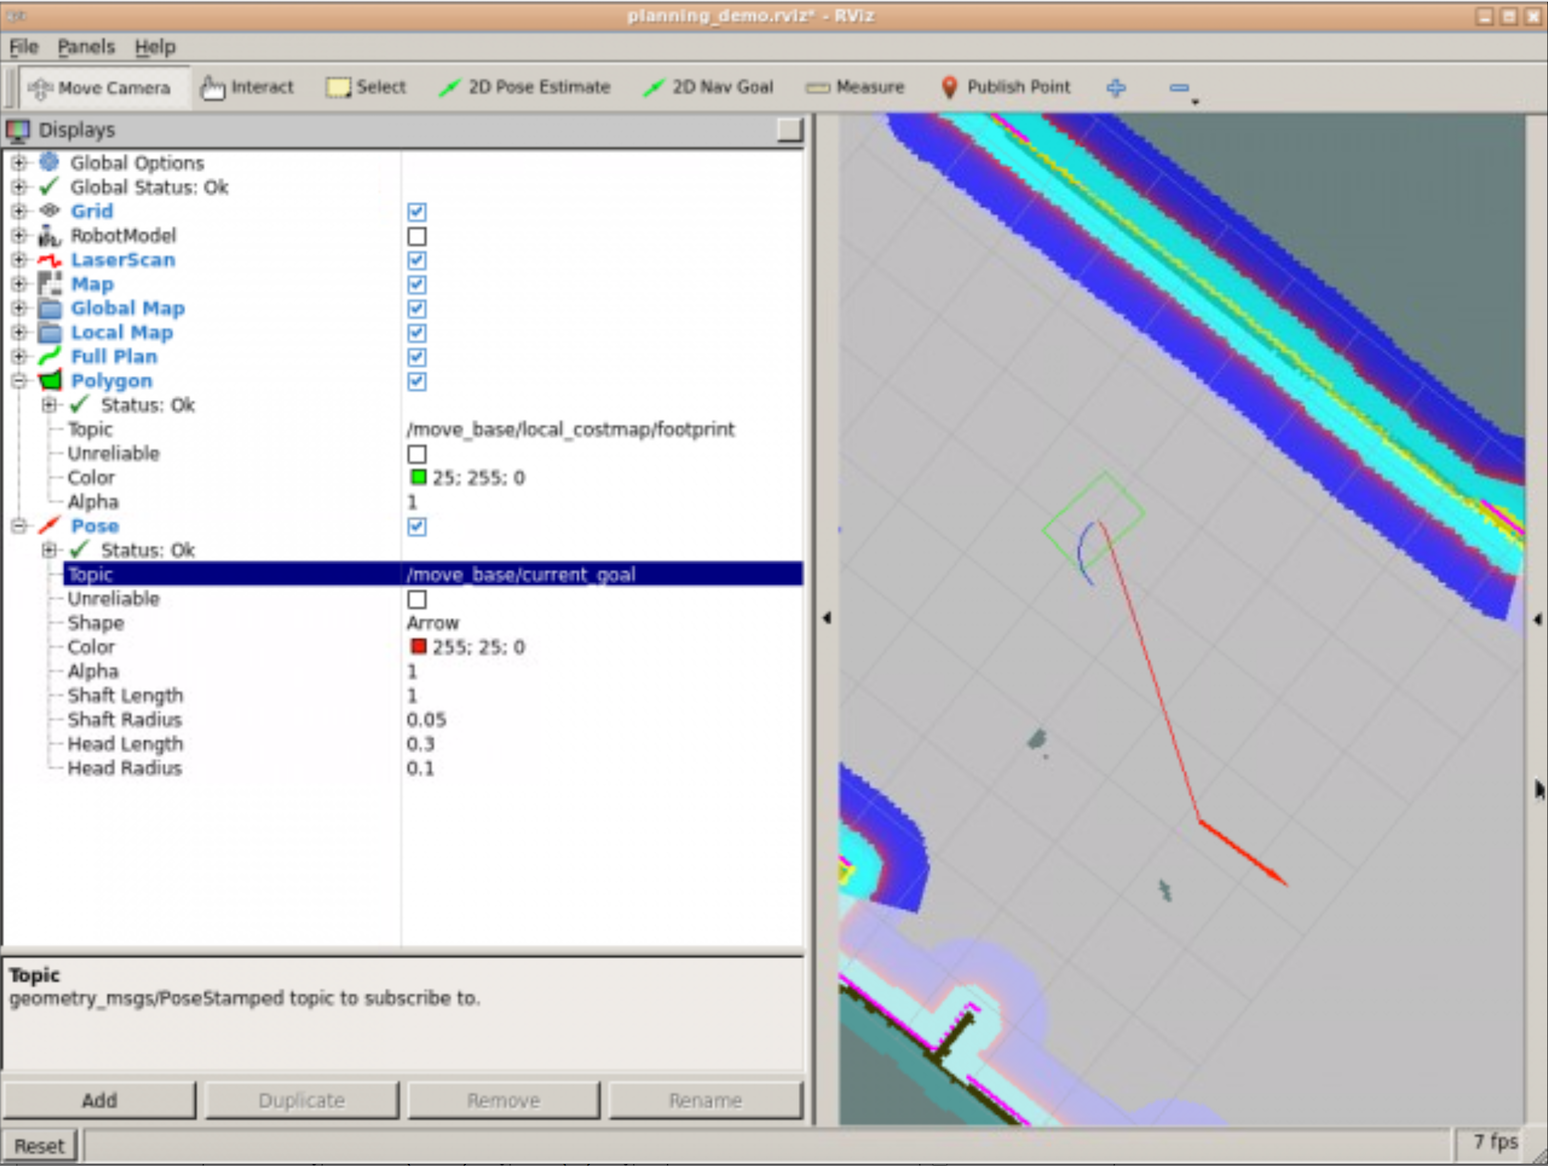 planning_demo.rviz* - RViz
File Panels Help
Move Camera Interact Select 2D Pose Estimate 2D Nav Goal Measure Publish Point
Displays
Global Options
Global Status: Ok
Grid
RobotModel
LaserScan
Map
Global Map
Local Map
Full Plan
Polygon
Status: Ok
Topic /move_base/local_costmap/footprint
Unreliable
Color 25; 255; 0
Alpha 1
Pose
Status: Ok
Topic /move_base/current_goal
Unreliable
Shape Arrow
Color 255; 25; 0
Alpha 1
Shaft Length 1
Shaft Radius 0.05
Head Length 0.3
Head Radius 0.1
Topic
geometry_msgs/PoseStamped topic to subscribe to.
Add Duplicate Remove Rename
Reset 7 fps